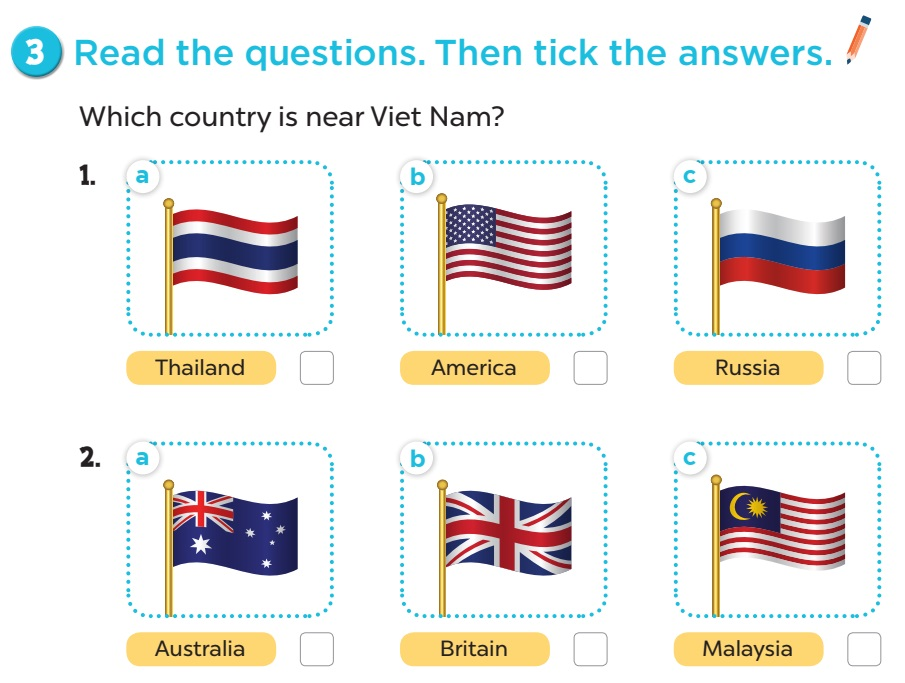 3 Read the questions. Then tick the answers.
Which country is near Viet Nam?
1. a b c
Thailand America Russia
2. a b c
Australia Britain Malaysia